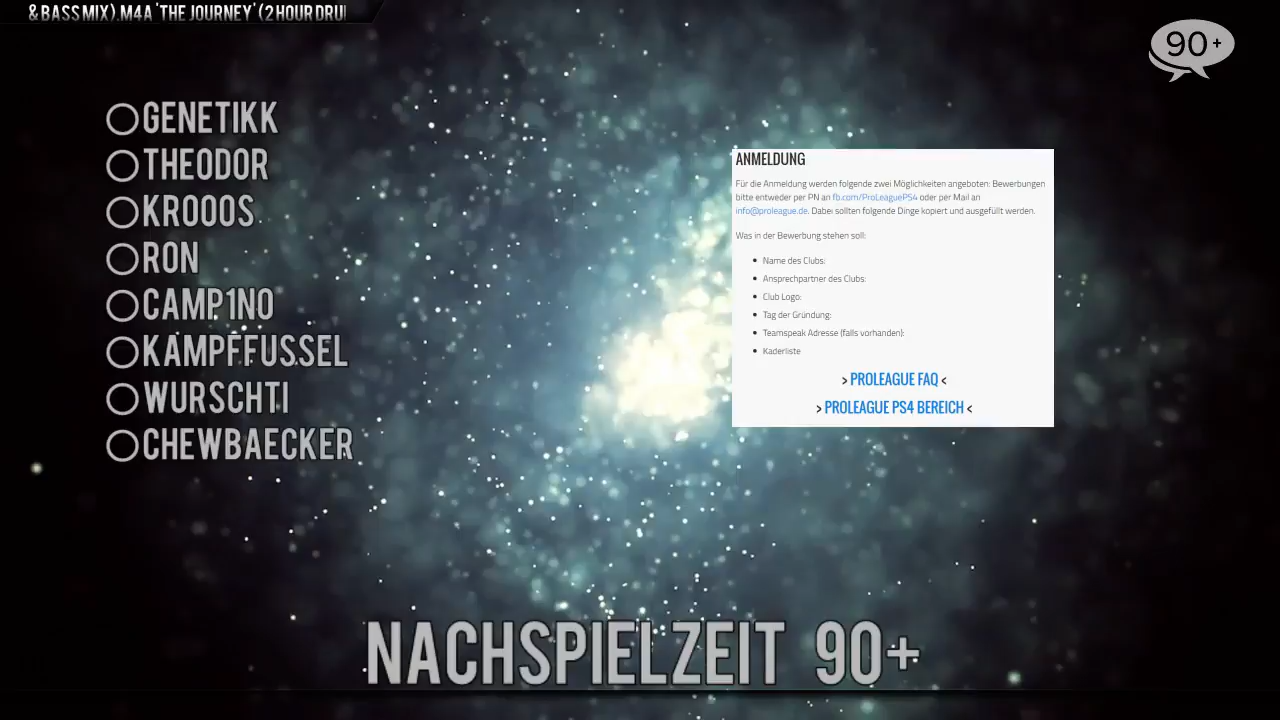 & BASS MIX).M4A 'THE JOURNEY' (2 HOUR DRU
90+
GENETIKK
THEODOR
KROOOS
RON
CAMP1NO
KAMPFFUSSEL
WURSCHTI
CHEWBAECKER
ANMELDUNG
Für die Anmeldung werden folgende zwei Möglichkeiten angeboten: Bewerbungen
bitte entweder per PN an fb.com/ProLeaguePS4 oder per Mail an
info@proleague.de. Dabei sollten folgende Dinge kopiert und ausgefüllt werden.
Was in der Bewerbung stehen soll:
• Name des Clubs:
• Ansprechpartner des Clubs:
• Club Logo:
• Tag der Gründung:
• Teamspeak Adresse (falls vorhanden):
• Kaderliste
> PROLEAGUE FAQ <
> PROLEAGUE PS4 BEREICH <
NACHSPIELZEIT 90+